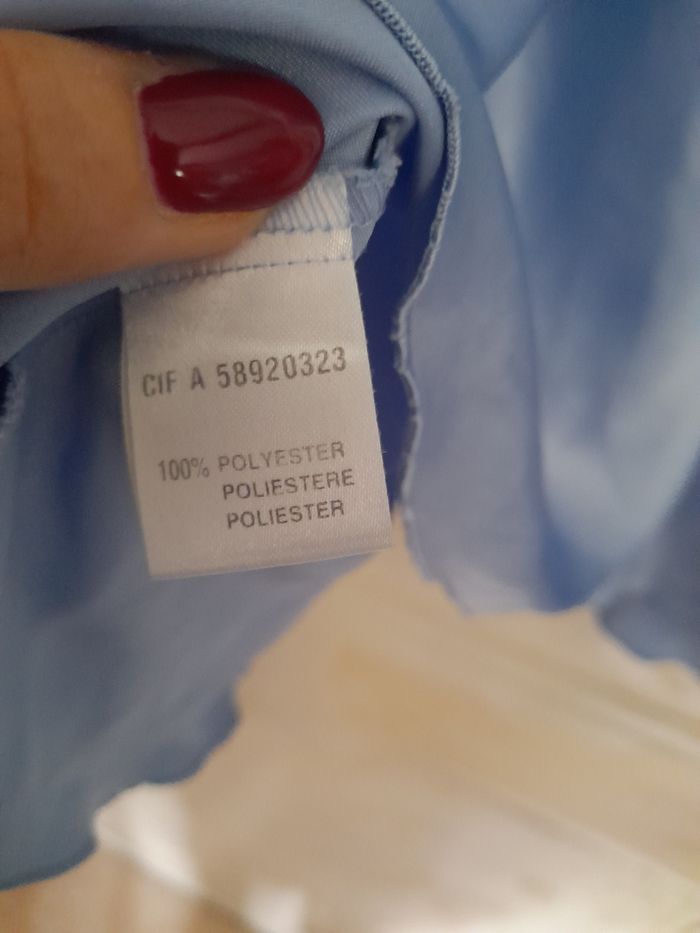 CIF A 58920323
100% POLYESTER
POLIESTERE
POLIESTER